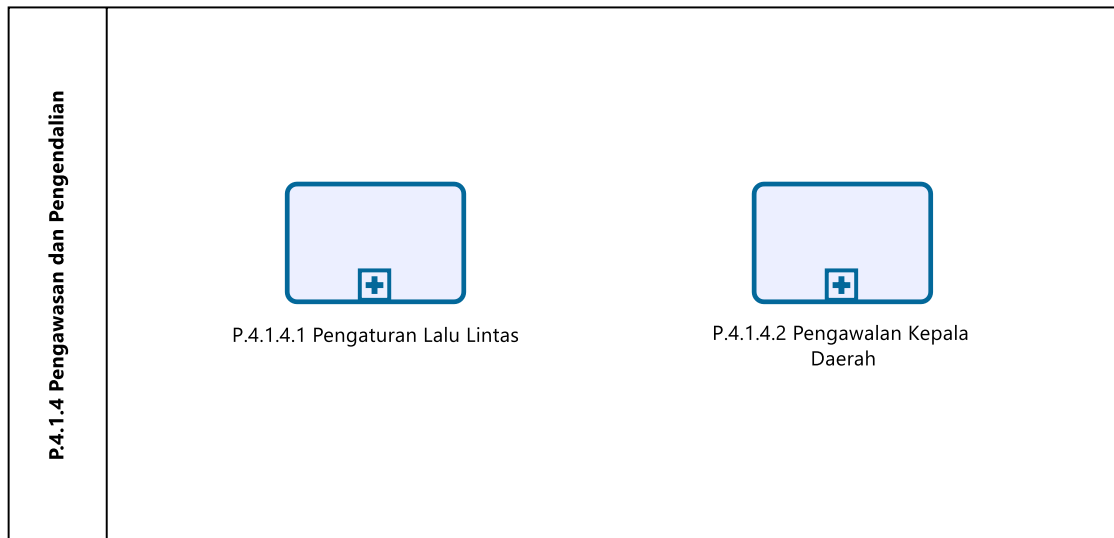 P.4.1.4 Pengawasan dan Pengendalian
P.4.1.4.1 Pengaturan Lalu Lintas
P.4.1.4.2 Pengawalan Kepala
Daerah